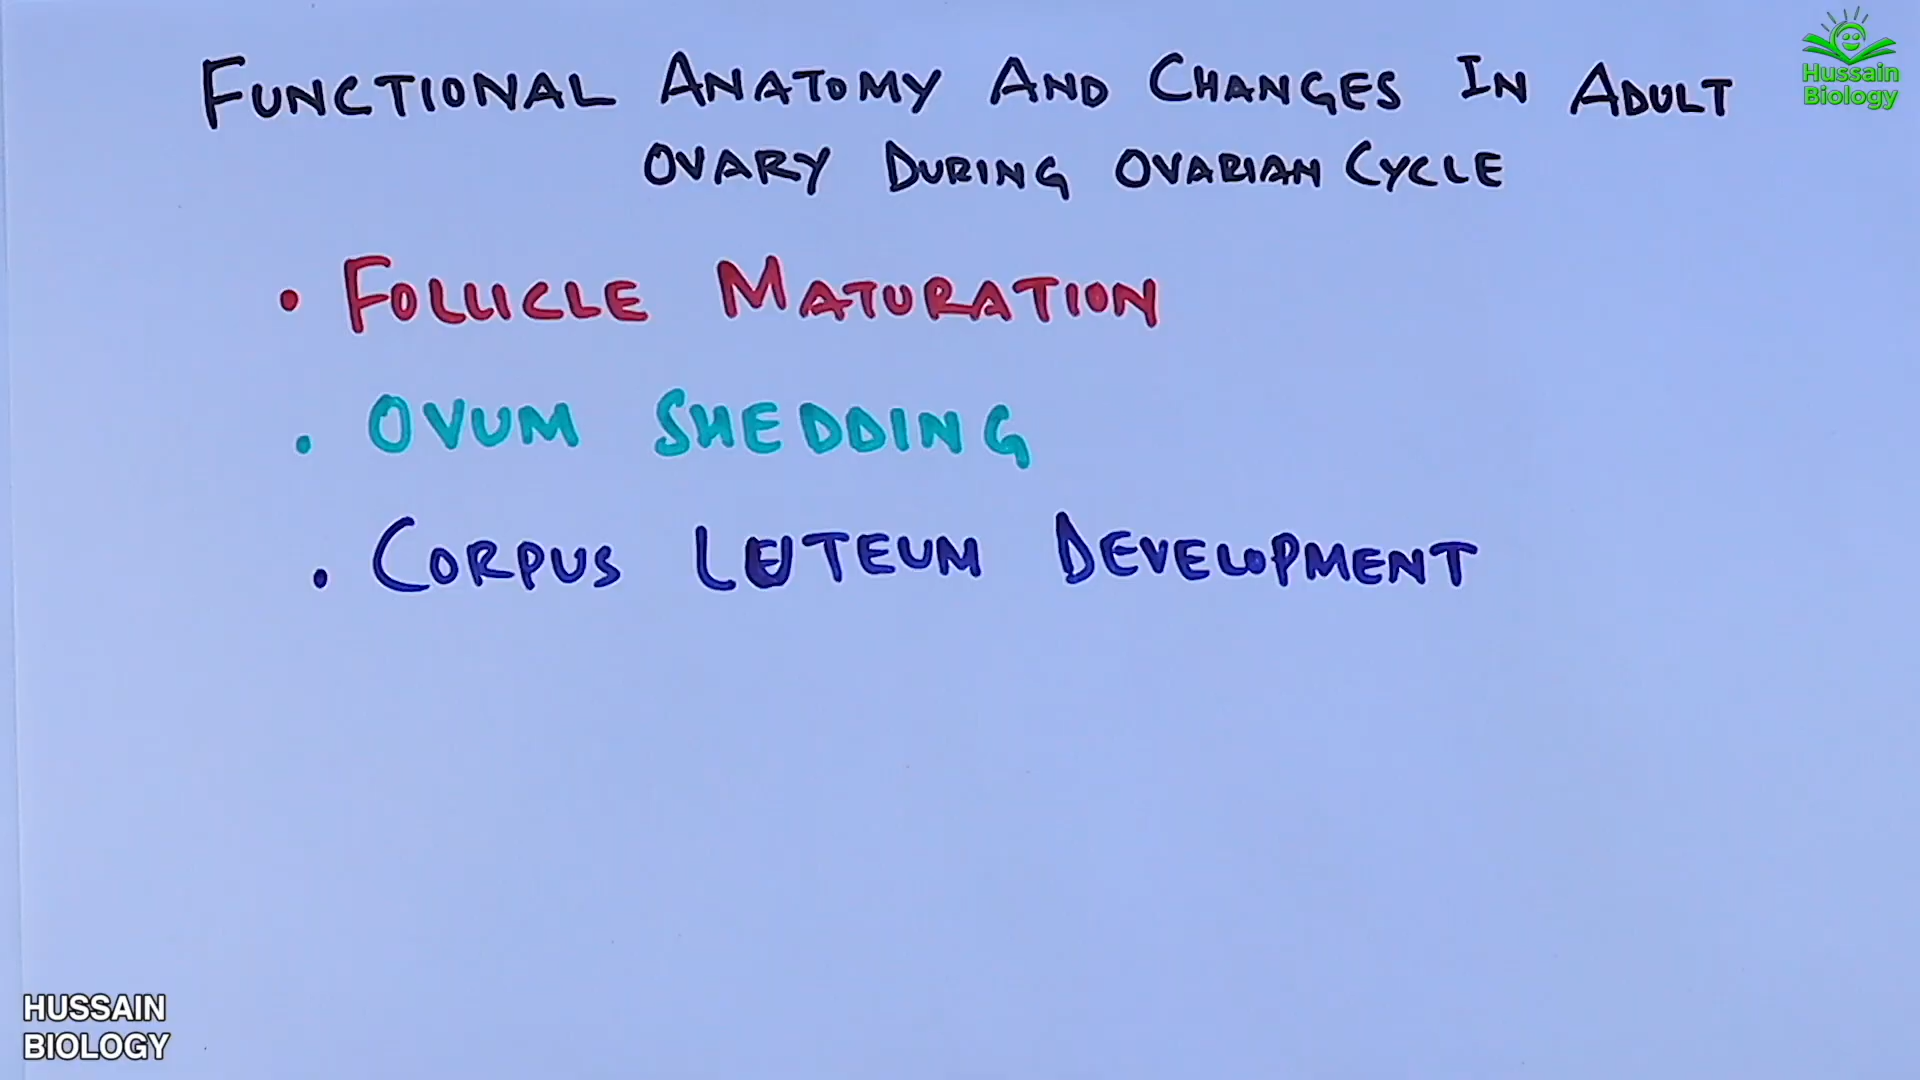 FUNCTIONAL ANATOMY AND CHANGES IN ADULT
OVARY DURING OVARIAN CYCLE
• FOLLICLE MATURATION
• OVUM SHEDDING
• CORPUS LUTEUM DEVELOPMENT
Hussain
Biology
HUSSAIN
BIOLOGY